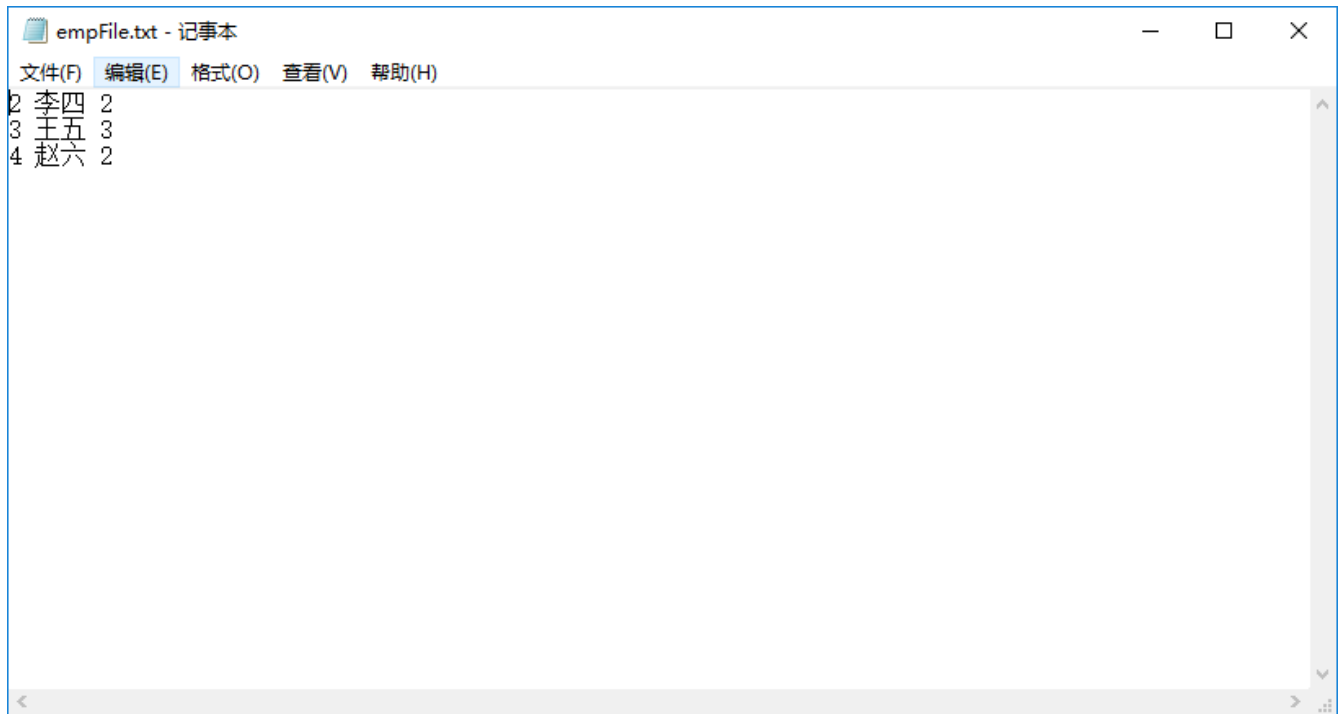 empFile.txt - 记事本
文件(F) 编辑(E) 格式(O) 查看(V) 帮助(H)
2 李四 2
3 王五 3
4 赵六 2